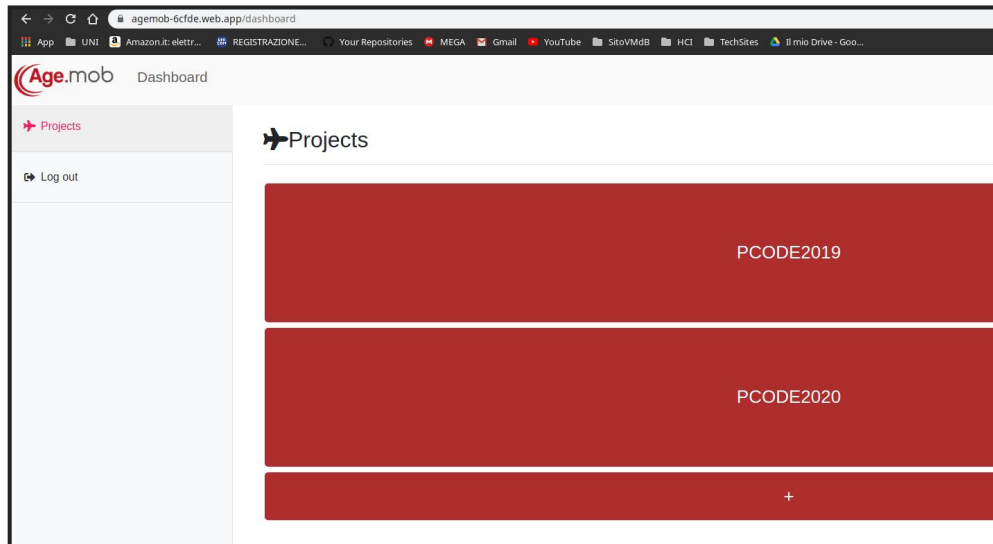 agemob-6cfde.web.app/dashboard
App UNI Amazon.it: elettr... REGISTRAZIONE... Your Repositories MEGA Gmail YouTube SitoVMdB HCI TechSites Il mio Drive - Goo...
Age.mob Dashboard
Projects
Projects
Log out
PCODE2019
PCODE2020
+